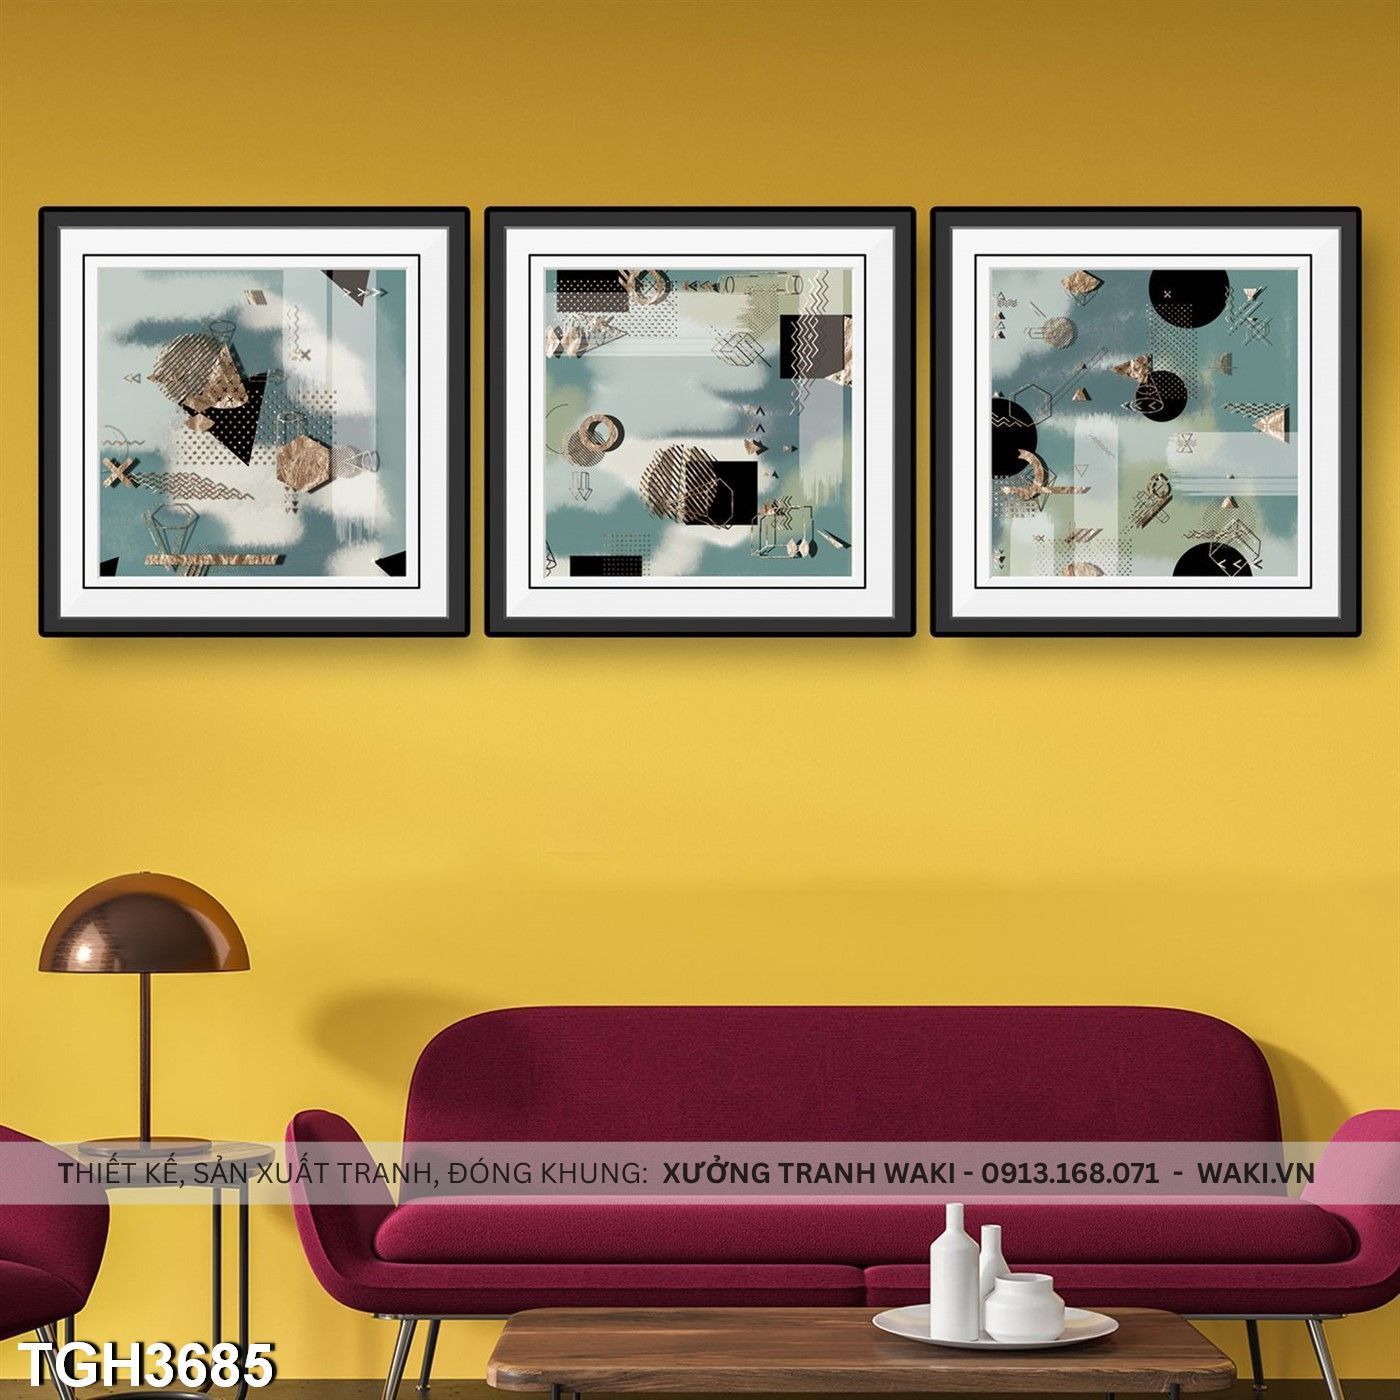 THIẾT KẾ, SẢN XUẤT TRANH, ĐÓNG KHUNG: XƯỞNG TRANH WAKI - 0913.168.071 - WAKI.VN
TGH3685